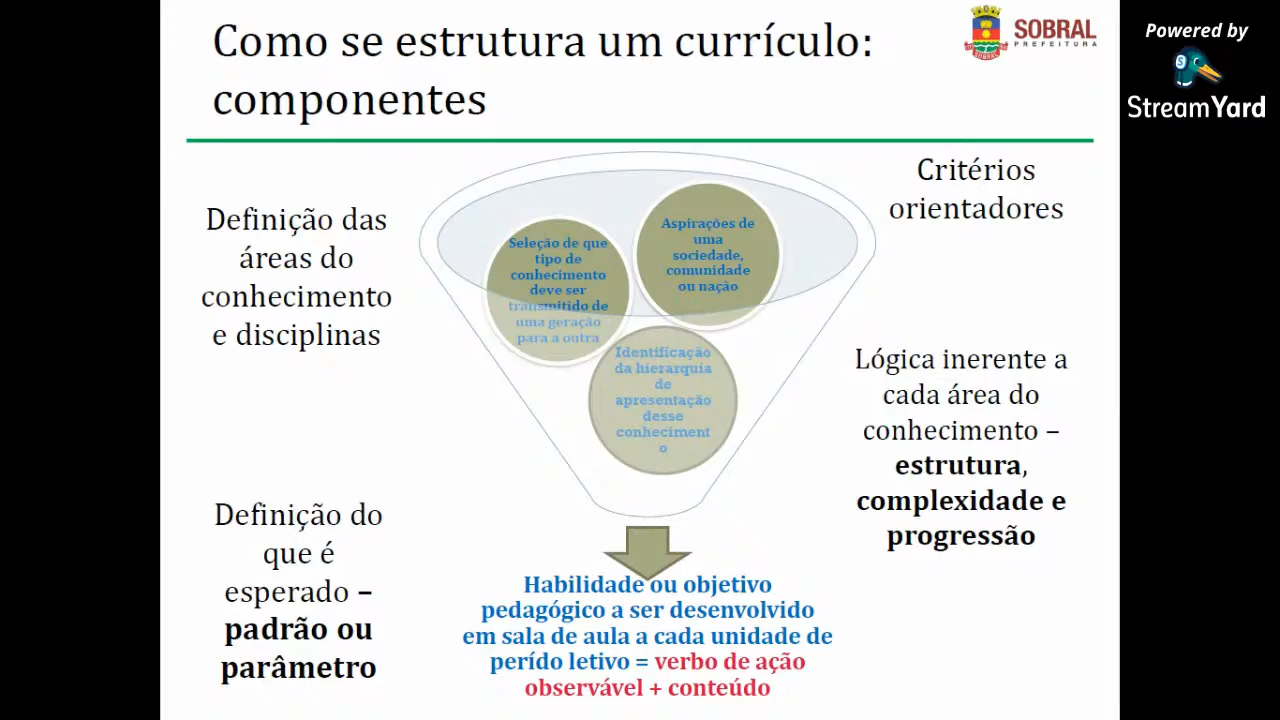 Como se estrutura um currículo:
componentes
SOBRAL
PREFEITURA
SOBRAL
Powered by
StreamYard
Definição das
áreas do
conhecimento
e disciplinas
Seleção de que
tipo de
conhecimento
deve ser
transmitido de
uma geração
para a outra
Aspirações de
uma
sociedade,
comunidade
ou nação
Critérios
orientadores
Identificação
da hierarquia
de
apresentação
desse
conheciment
o
Lógica inerente a
cada área do
conhecimento –
estrutura,
complexidade e
progressão
Definição do
que é
esperado –
padrão ou
parâmetro
Habilidade ou objetivo
pedagógico a ser desenvolvido
em sala de aula a cada unidade de
perído letivo = verbo de ação
observável + conteúdo